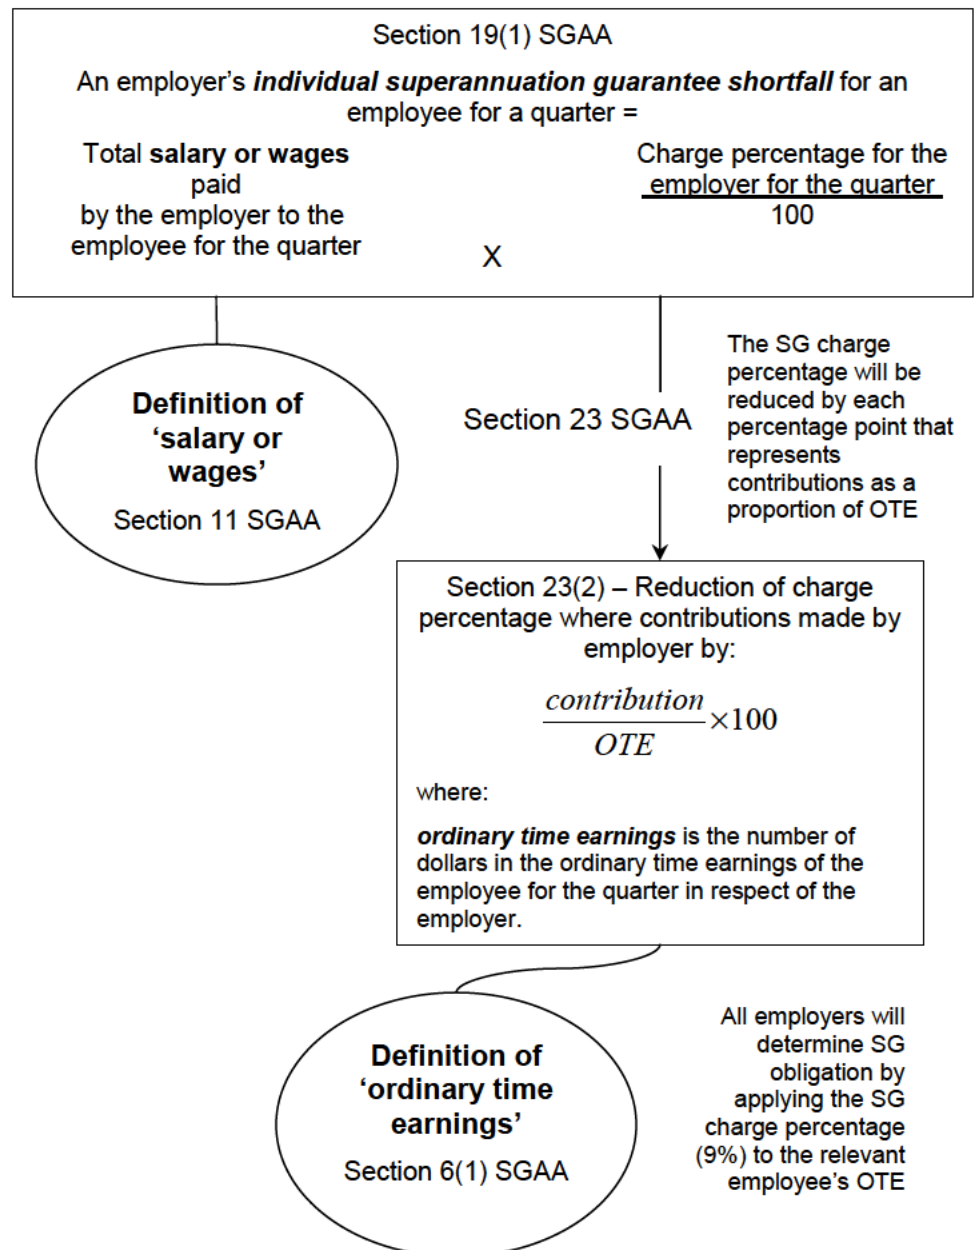 Section 19(1) SGAA
An employer's individual superannuation guarantee shortfall for an
employee for a quarter =
Total salary or wages
paid
by the employer to the
employee for the quarter
X
Charge percentage for the
employer for the quarter
100
Definition of
'salary or
wages'
Section 11 SGAA
Section 23 SGAA
The SG charge
percentage will be
reduced by each
percentage point that
represents
contributions as a
proportion of OTE
Section 23(2) – Reduction of charge
percentage where contributions made by
employer by:
contribution
OTE
×100
where:
ordinary time earnings is the number of
dollars in the ordinary time earnings of the
employee for the quarter in respect of the
employer.
Definition of
'ordinary time
earnings'
Section 6(1) SGAA
All employers will
determine SG
obligation by
applying the SG
charge percentage
(9%) to the relevant
employee's OTE